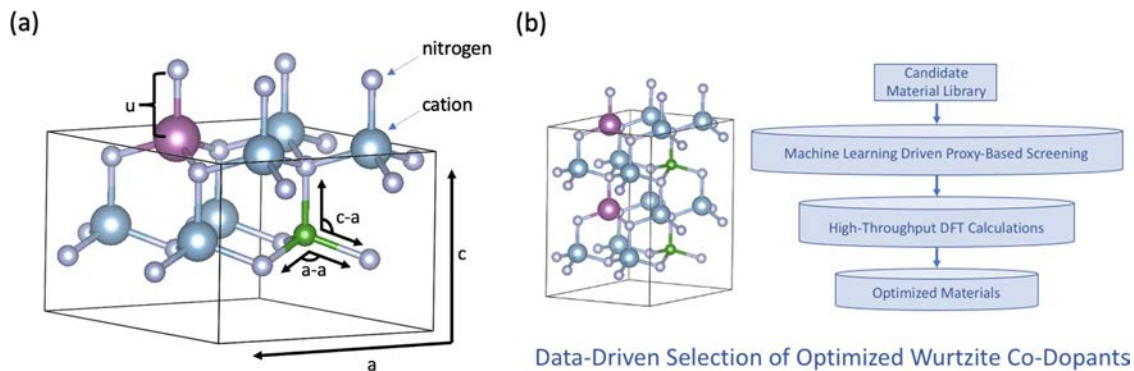 (a)
nitrogen
u
cation
c-a
a-a
c
a
(b)
Candidate
Material Library
Machine Learning Driven Proxy-Based Screening
High-Throughput DFT Calculations
Optimized Materials
Data-Driven Selection of Optimized Wurtzite Co-Dopants